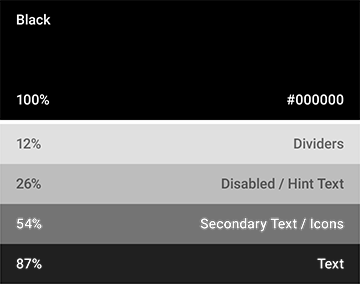 Black
100% #000000
12% Dividers
26% Disabled / Hint Text
54% Secondary Text / Icons
87% Text